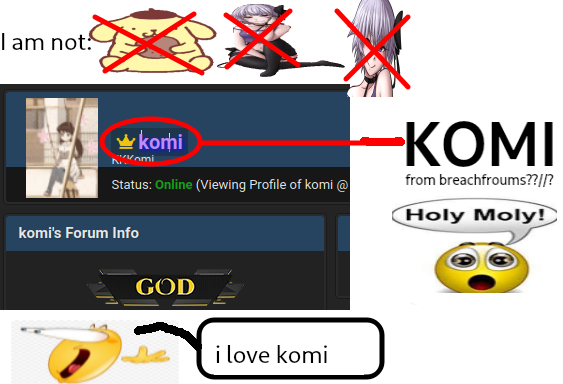 I am not:
komi
KKKomi
Status: Online (Viewing Profile of komi @
komi's Forum Info
GOD
KOMI
from breachfroums??//?
Holy Moly!
i love komi